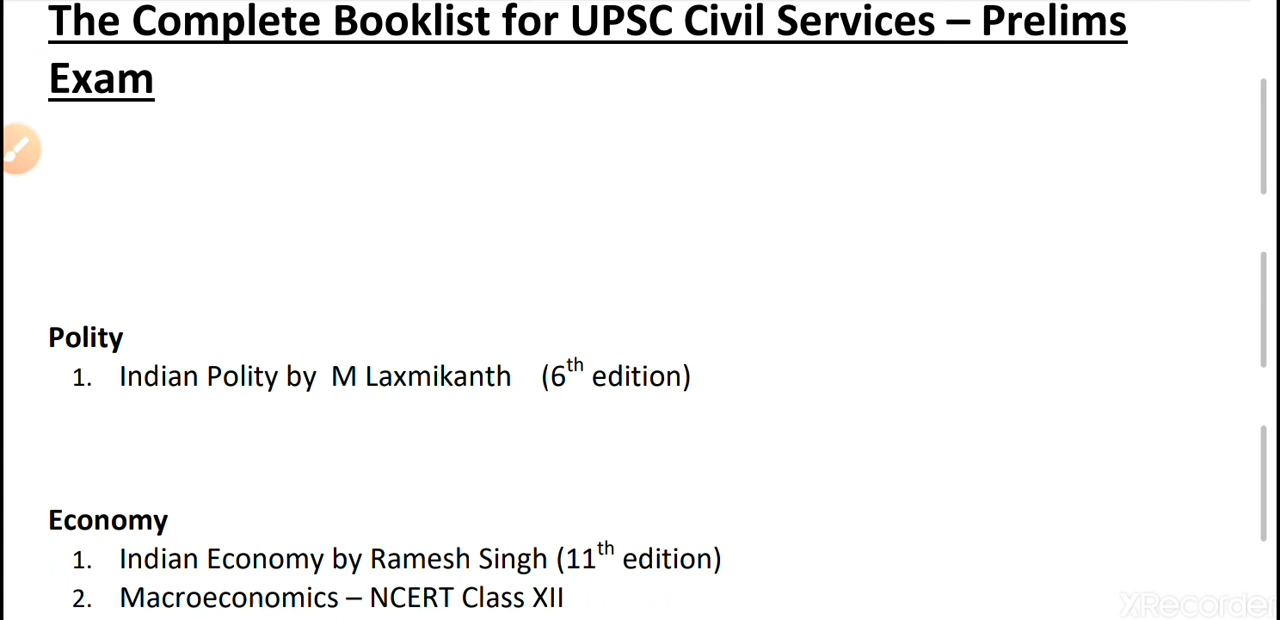 The Complete Booklist for UPSC Civil Services – Prelims
Exam
Polity
1. Indian Polity by M Laxmikanth (6th edition)
Economy
1. Indian Economy by Ramesh Singh (11th edition)
2. Macroeconomics – NCERT Class XII
XRecorder